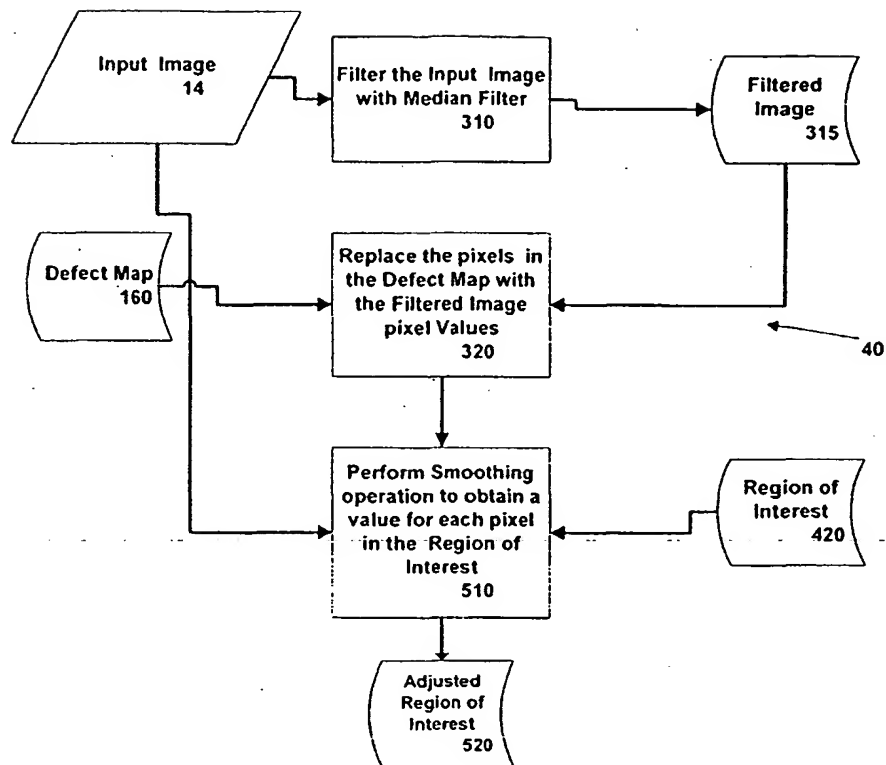 Input Image
14
Filter the Input Image
with Median Filter
310
Filtered
Image
315
Defect Map
160
Replace the pixels in
the Defect Map with
the Filtered Image
pixel Values
320
40
Perform Smoothing
operation to obtain a
value for each pixel
in the Region of
Interest
510
Region of
Interest
420
Adjusted
Region of
Interest
520